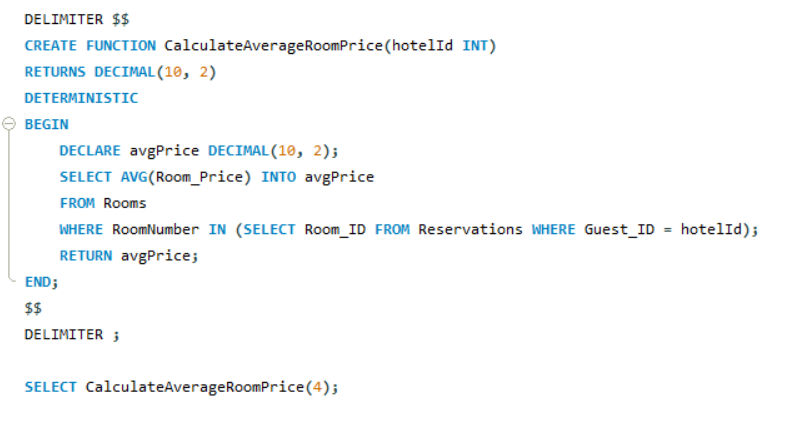 DELIMITER $$
CREATE FUNCTION CalculateAverageRoomPrice(hotelId INT)
RETURNS DECIMAL(10, 2)
DETERMINISTIC
BEGIN
DECLARE avgPrice DECIMAL(10, 2);
SELECT AVG(Room_Price) INTO avgPrice
FROM Rooms
WHERE RoomNumber IN (SELECT Room_ID FROM Reservations WHERE Guest_ID = hotelId);
RETURN avgPrice;
END;
$$
DELIMITER ;
SELECT CalculateAverageRoomPrice(4);